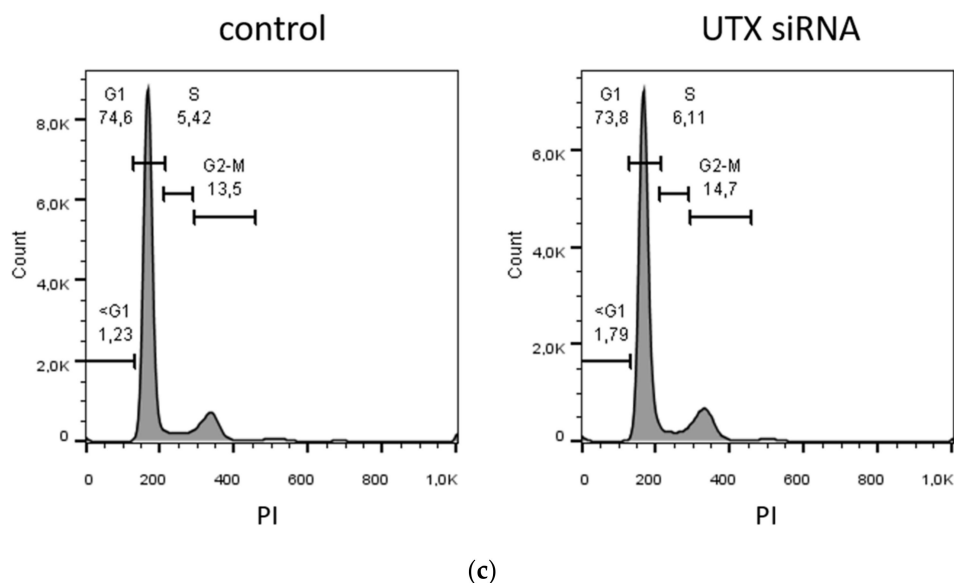 control
UTX siRNA
G1
74,6
S
5,42
G2-M
13,5
<G1
1,23
8,0K
6,0K
4,0K
2,0K
0
Count
0 200 400 600 800 1,0K
PI
G1
73,8
S
6,11
G2-M
14,7
<G1
1,79
6,0K
4,0K
2,0K
0
Count
0 200 400 600 800 1,0K
PI
(c)